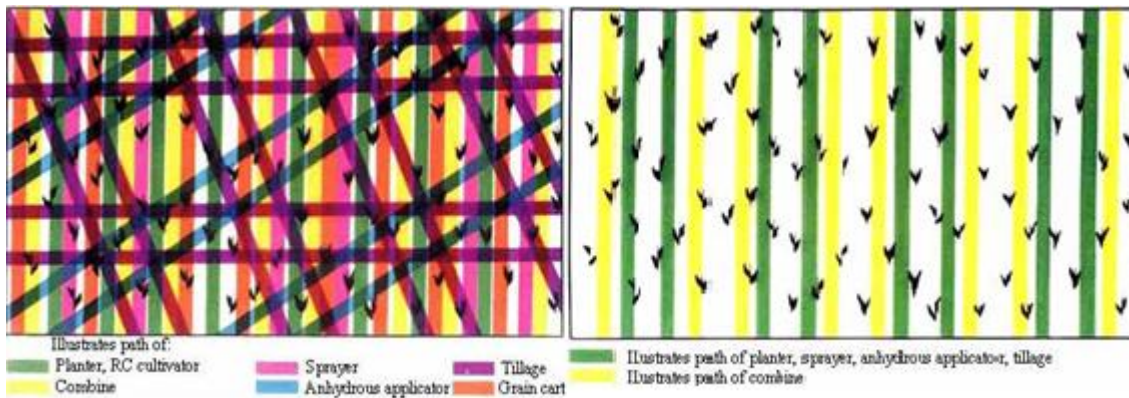 Illustrates path of:
Planter, RC cultivator
Sprayer
Tillage
Combine
Anhydrous applicator
Grain cart
Illustrates path of planter, sprayer, anhydrous applicator, tillage
Illustrates path of combine